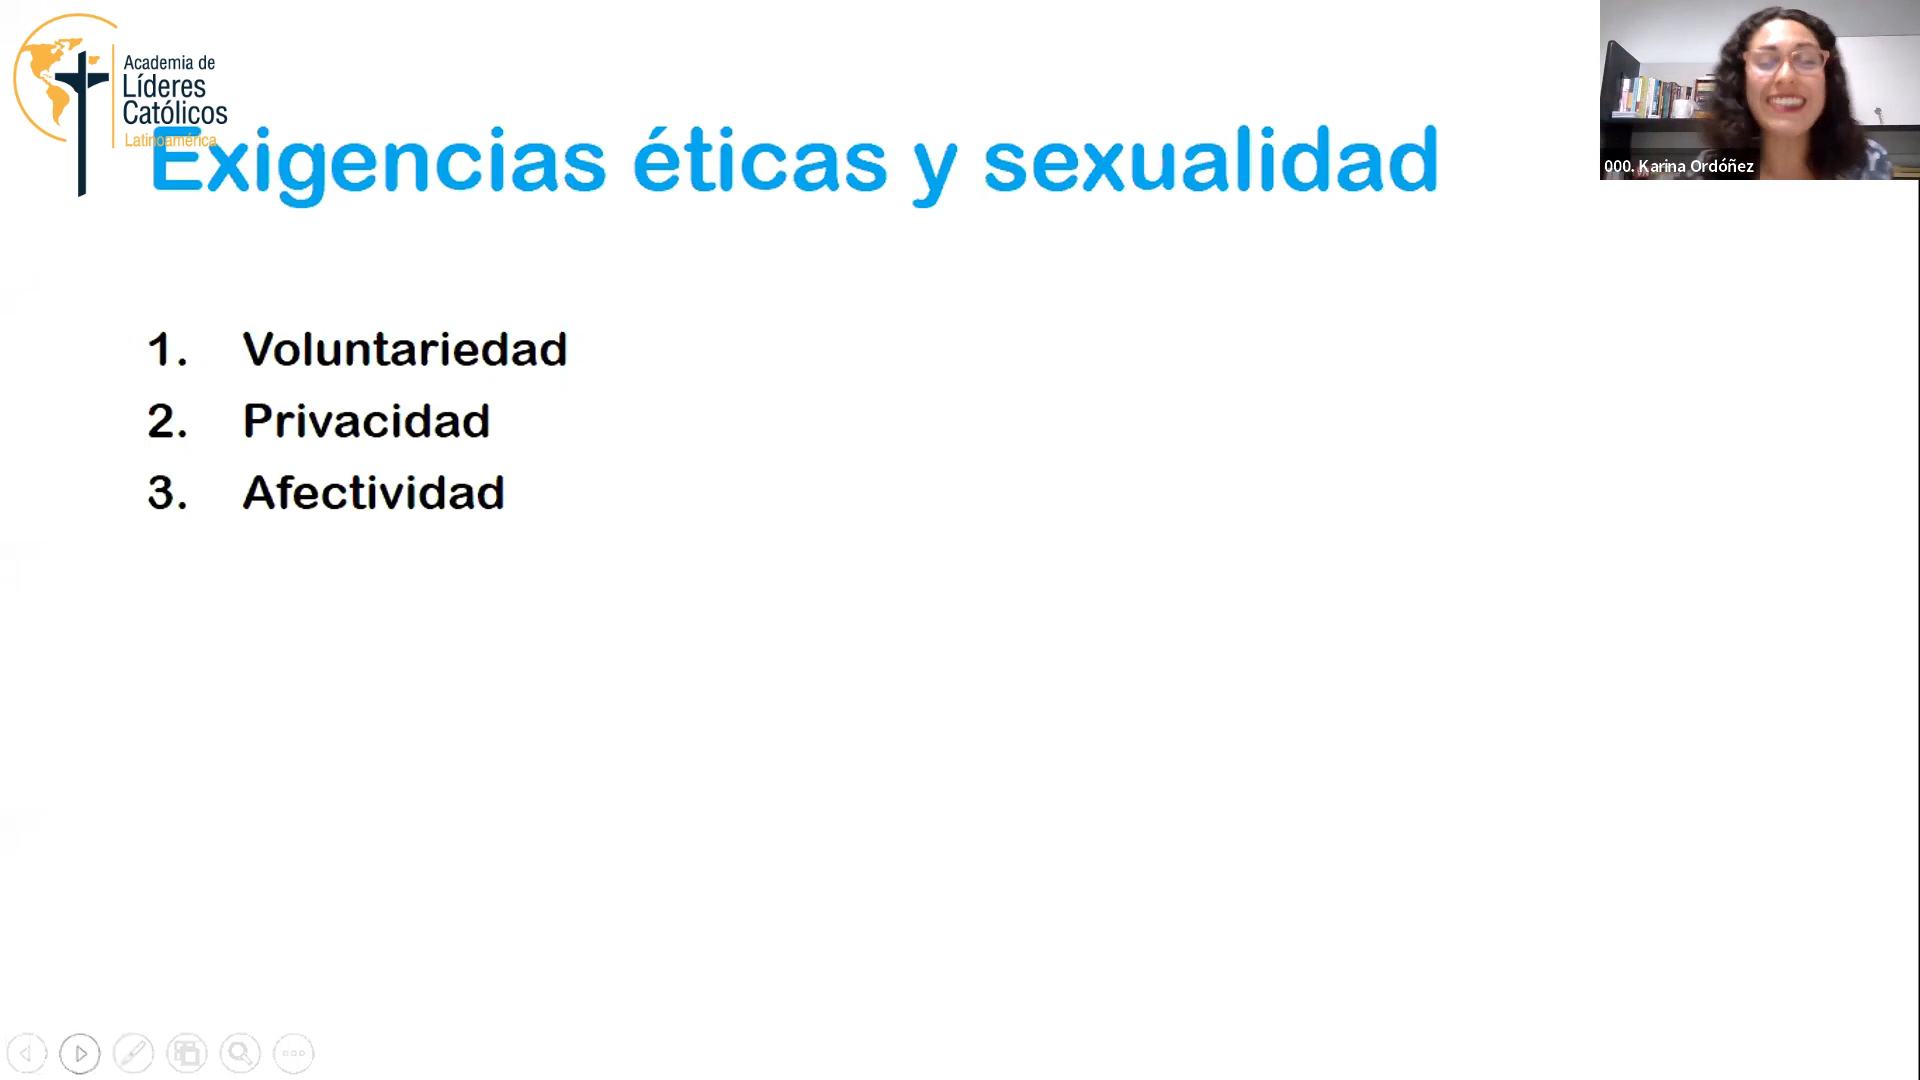 Academia de
Líderes
Católicos
Latinoamérica
Exigencias éticas y sexualidad
1. Voluntariedad
2. Privacidad
3. Afectividad
000. Karina Ordóñez